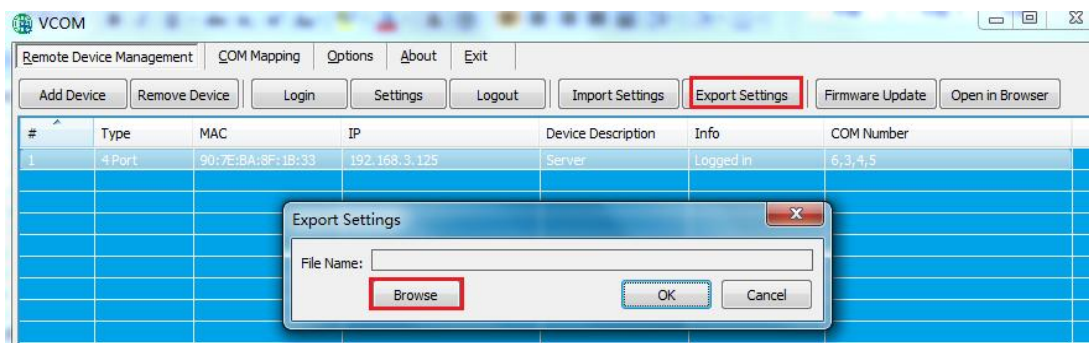 VCOM
Remote Device Management COM Mapping Options About Exit
Add Device Remove Device Login Settings Logout Import Settings Export Settings Firmware Update Open in Browser
# Type MAC IP Device Description Info COM Number
1 4 Port 90:7E:BA:8F:1B:33 192.168.3.125 Server Logged in 6,3,4,5
Export Settings
File Name:
Browse OK Cancel